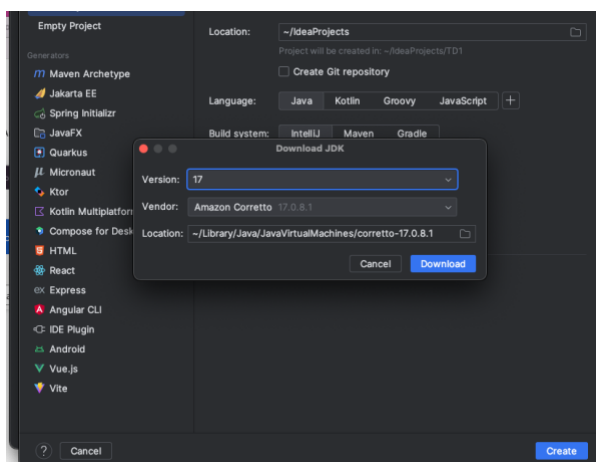 Empty Project
Location:
~/IdeaProjects
Project will be created in: ~/IdeaProjects/TD1
Generators
Create Git repository
m Maven Archetype
Jakarta EE
Language:
Java Kotlin Groovy JavaScript +
Spring Initializr
JavaFX
Build system:
IntelliJ Maven Gradle
Quarkus
Download JDK
μ Micronaut
Version: 17
Ktor
Vendor: Amazon Corretto 17.0.8.1
Kotlin Multiplatform
Compose for Desk
Location: ~/Library/Java/JavaVirtualMachines/corretto-17.0.8.1
HTML
React
Cancel Download
ex Express
Angular CLI
IDE Plugin
Android
Vue.js
Vite
? Cancel
Create